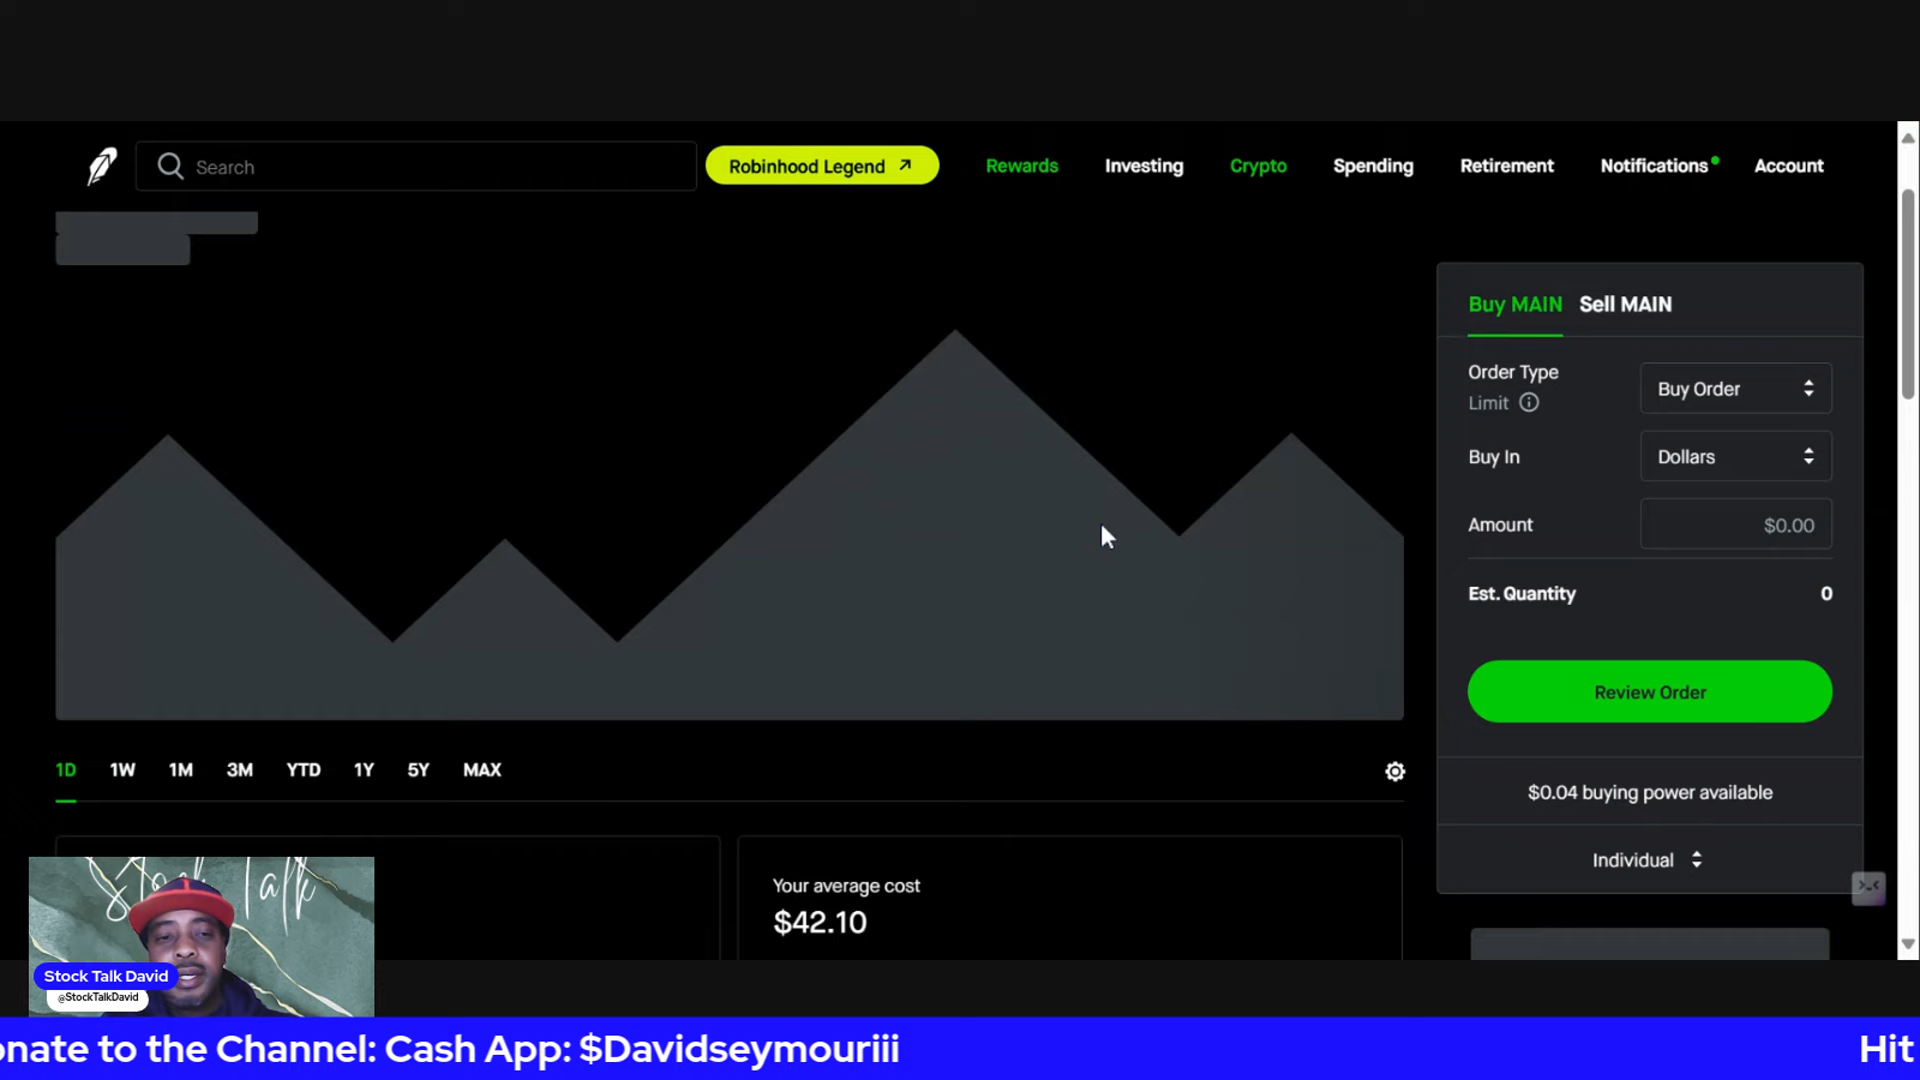 Search
Robinhood Legend
Rewards
Investing
Crypto
Spending
Retirement
Notifications
Account
Buy MAIN
Sell MAIN
Order Type
Limit
Buy Order
Buy In
Dollars
Amount
$0.00
Est. Quantity
0
Review Order
1D
1W
1M
3M
YTD
1Y
5Y
MAX
$0.04 buying power available
Individual
Your average cost
$42.10
Stock Talk
Stock Talk David
@StockTalkDavid
onate to the Channel: Cash App: $Davidseymouriii
Hit